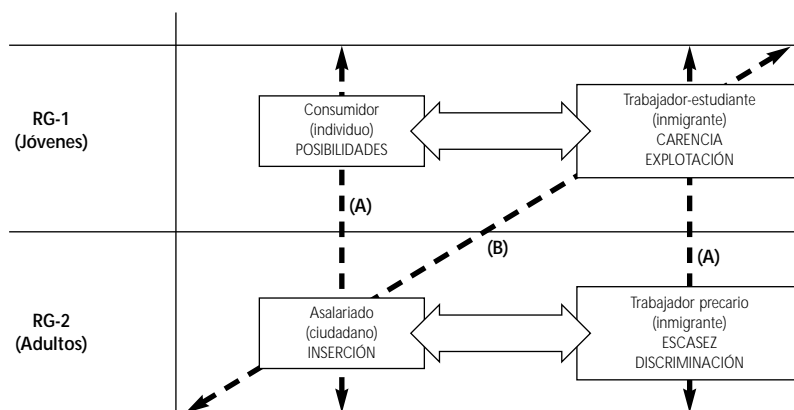 RG-1
(Jóvenes)
Consumidor
(individuo)
POSIBILIDADES
Trabajador-estudiante
(inmigrante)
CARENCIA
EXPLOTACIÓN
(A)
(B)
(A)
RG-2
(Adultos)
Asalariado
(ciudadano)
INSERCIÓN
Trabajador precario
(inmigrante)
ESCASEZ
DISCRIMINACIÓN